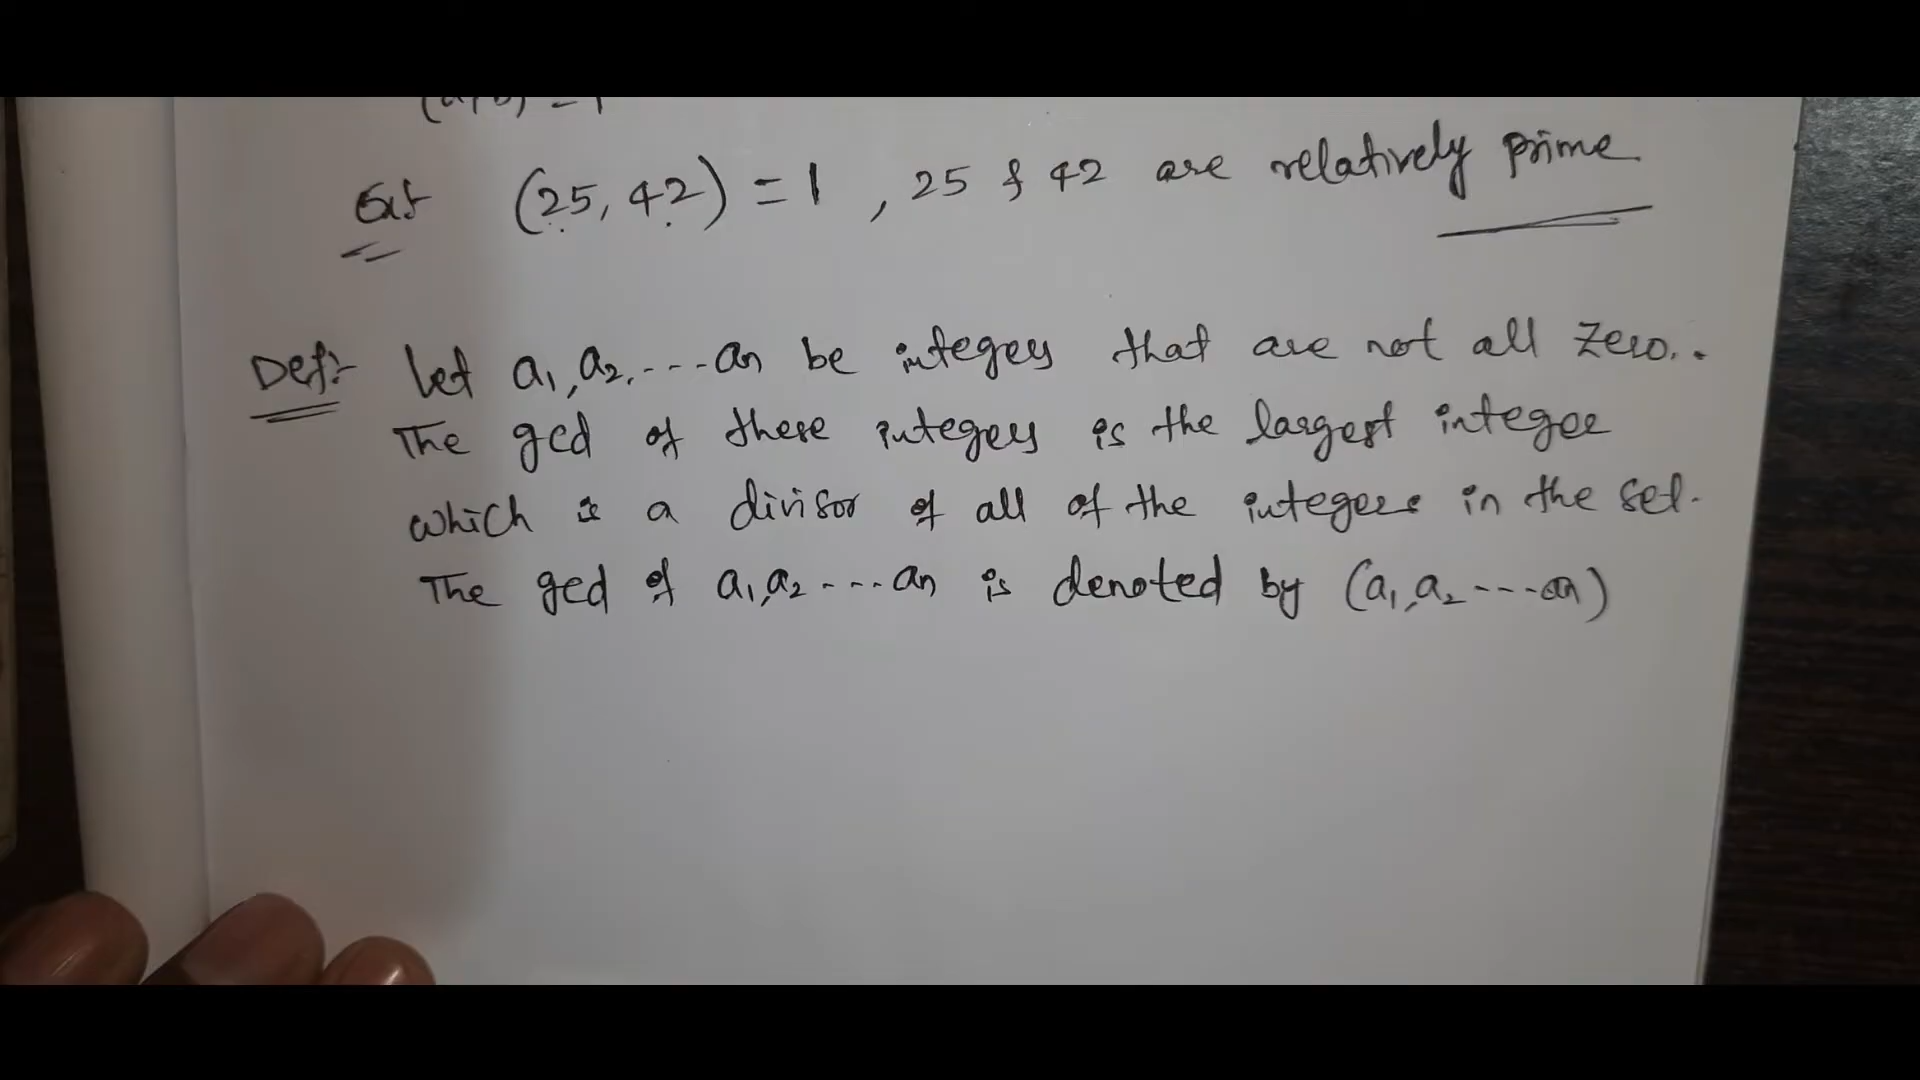 (a, b) = 1
Ex:- (25, 42) = 1 , 25 & 42 are relatively prime
Def:- Let a₁, a₂, ---an be integers that are not all zero..
The gcd of these integers is the largest integer
which is a divisor of all of the integers in the set.
The gcd of a₁, a₂ ---an is denoted by (a₁, a₂ ---an)